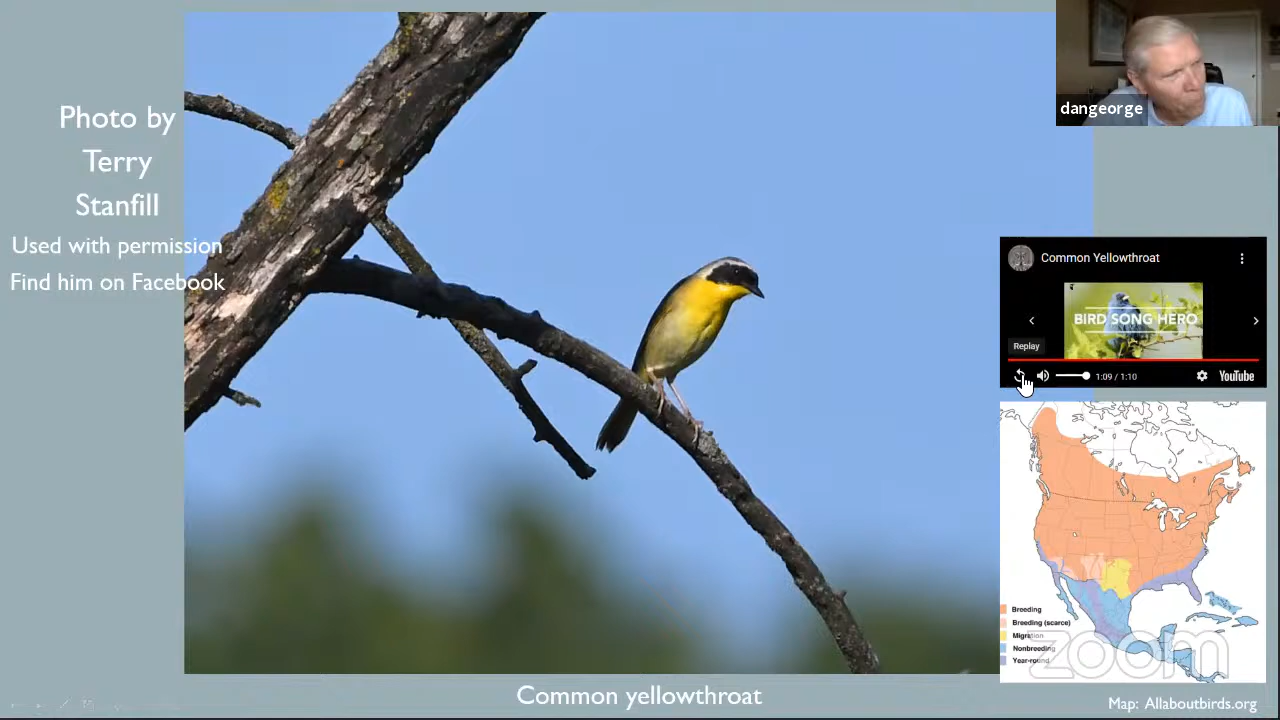 Photo by
Terry
Stanfill
Used with permission
Find him on Facebook
dangeorge
Common Yellowthroat
BIRD SONG HERO
Replay
1:09 / 1:10
YouTube
Breeding
Breeding (scarce)
Migration
Nonbreeding
Year-round
zoom
Common yellowthroat
Map: Allaboutbirds.org